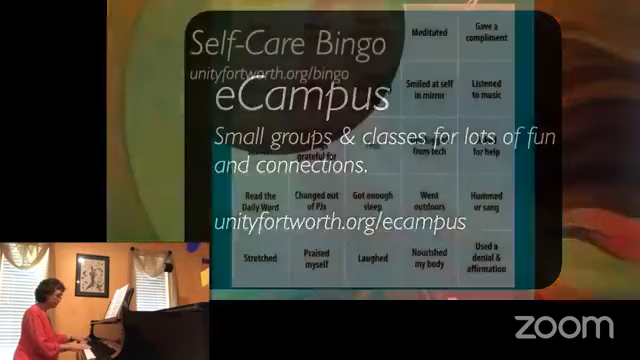 Self-Care Bingo
unityfortworth.org/bingo
eCampus
Small groups & classes for lots of fun
and connections.
unityfortworth.org/ecampus
Meditated
Gave a
compliment
Smiled at self
in mirror
Listened
to music
grateful for
from tech
for help
Read the
Daily Word
Changed out
of PJs
Got enough
sleep
Went
outdoors
Hummed
or sang
Stretched
Praised
myself
Laughed
Nourished
my body
Used a
denial &
affirmation
zoom